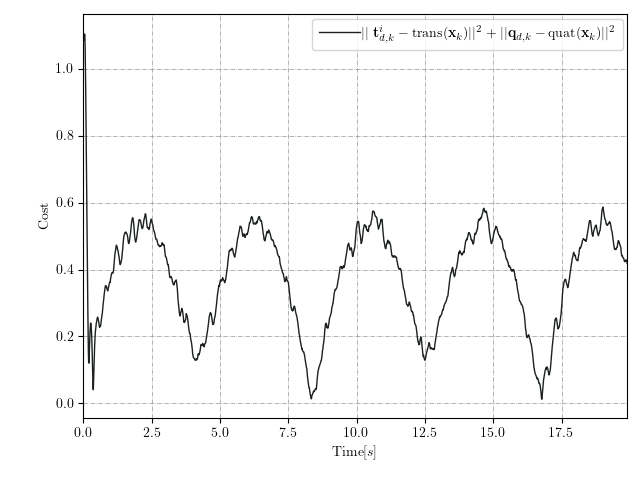 || t^i_{d,k} − trans(x_k)||^2 + ||q_{d,k} − quat(x_k)||^2
1.0
0.8
0.6
Cost
0.4
0.2
0.0
0.0 2.5 5.0 7.5 10.0 12.5 15.0 17.5
Time[s]